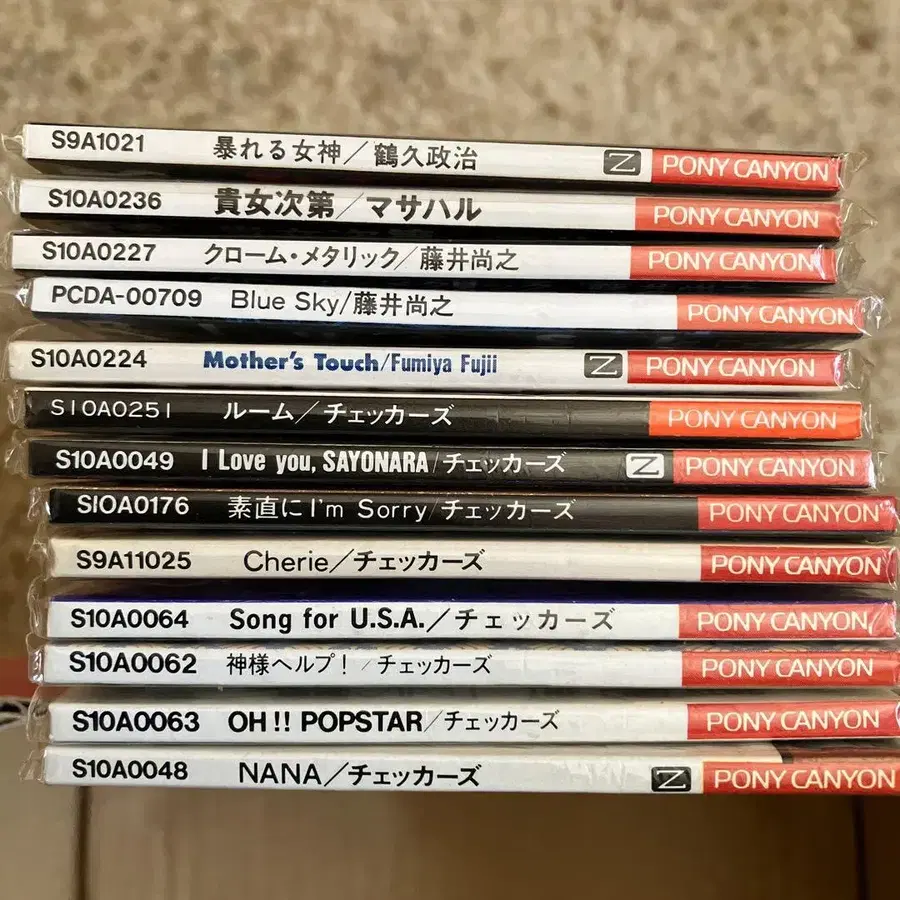 S9A1021 暴れる女神／鶴久政治 Z PONY CANYON
S10A0236 貴女次第／マサハル PONY CANYON
S10A0227 クローム・メタリック／藤井尚之 PONY CANYON
PCDA-00709 Blue Sky/藤井尚之 PONY CANYON
S10A0224 Mother's Touch/Fumiya Fujii Z PONY CANYON
S10A0251 ルーム／チェッカーズ PONY CANYON
S10A0049 I Love you, SAYONARA／チェッカーズ Z PONY CANYON
S10A0176 素直にI'm Sorry／チェッカーズ PONY CANYON
S9A11025 Cherie／チェッカーズ PONY CANYON
S10A0064 Song for U.S.A.／チェッカーズ PONY CANYON
S10A0062 神様ヘルプ！／チェッカーズ PONY CANYON
S10A0063 OH!! POPSTAR／チェッカーズ PONY CANYON
S10A0048 NANA／チェッカーズ Z PONY CANYON